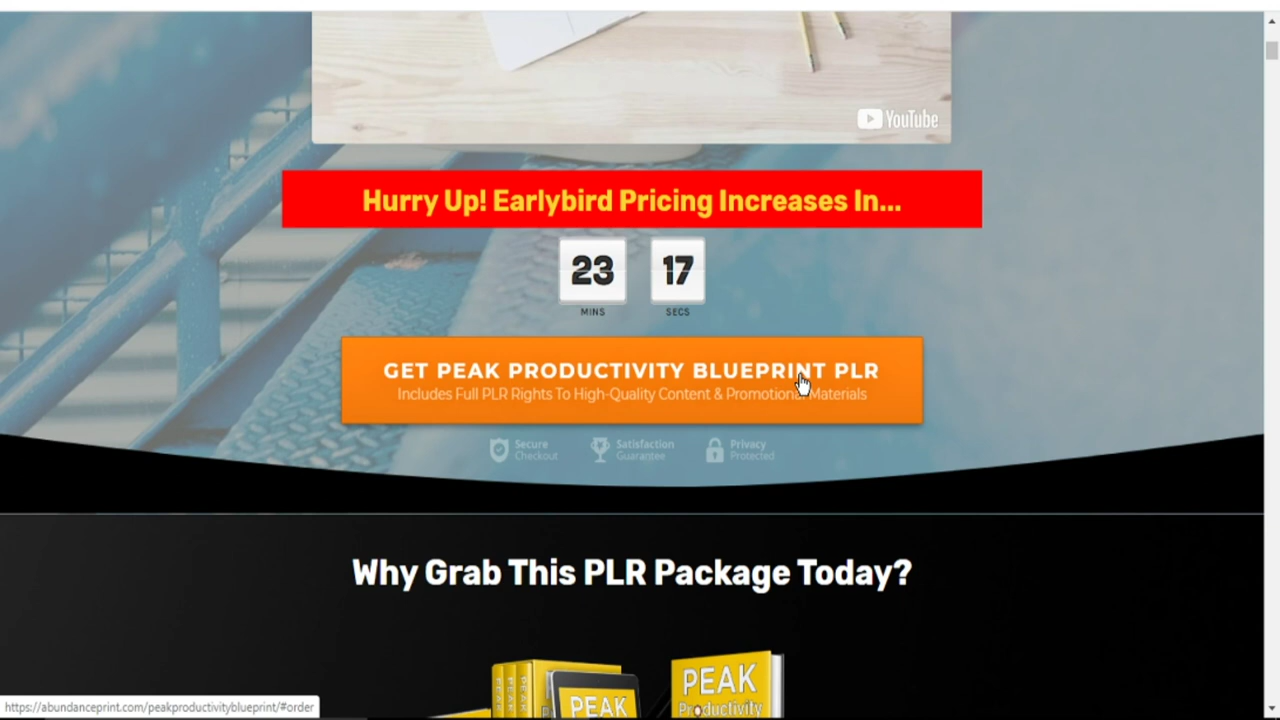 YouTube
Hurry Up! Earlybird Pricing Increases In...
23 17
MINS SECS
GET PEAK PRODUCTIVITY BLUEPRINT PLR
Includes Full PLR Rights To High-Quality Content & Promotional Materials
Secure Checkout
Satisfaction Guarantee
Privacy Protected
Why Grab This PLR Package Today?
PEAK
PEAK
Productivity
PEAK
https://abundanceprint.com/peakproductivityblueprint/#order